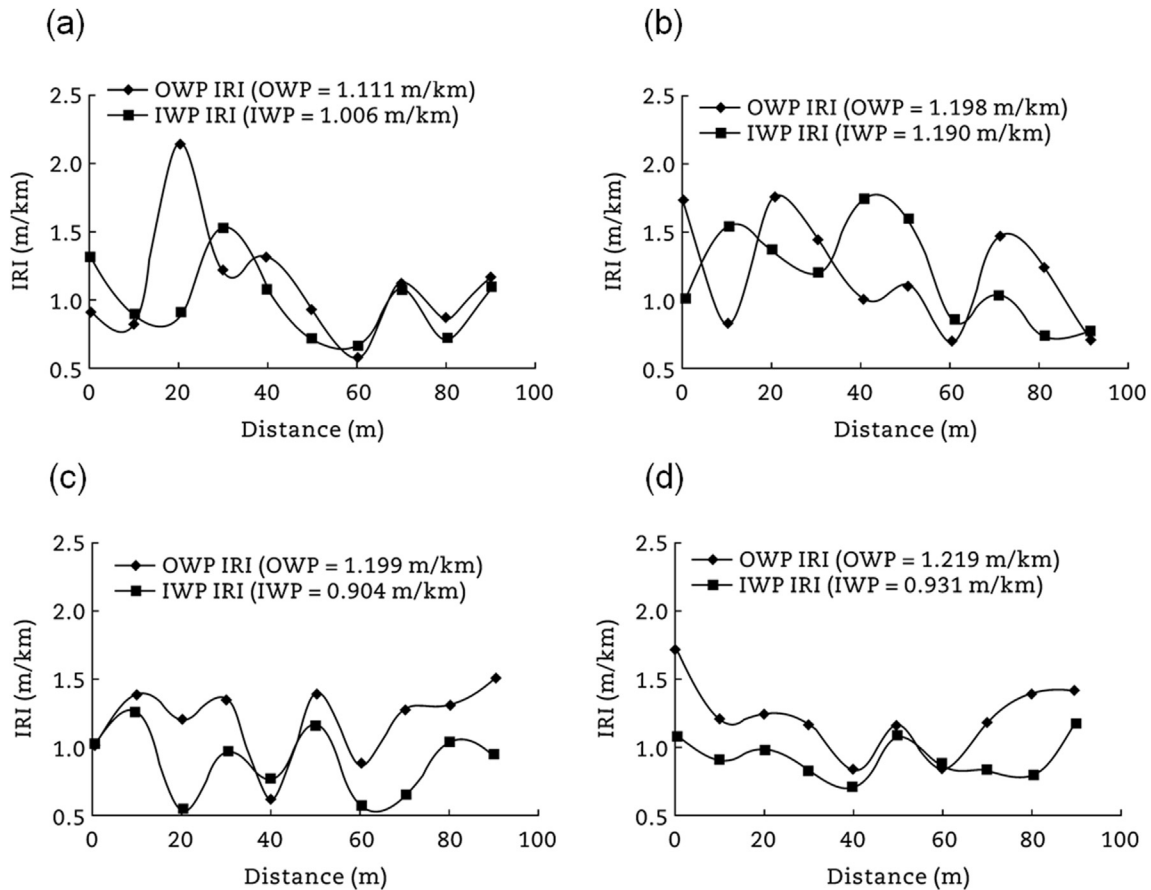 (a)
OWP IRI (OWP = 1.111 m/km)
IWP IRI (IWP = 1.006 m/km)
2.5
2.0
1.5
1.0
0.5
IRI (m/km)
0 20 40 60 80 100
Distance (m)
(b)
OWP IRI (OWP = 1.198 m/km)
IWP IRI (IWP = 1.190 m/km)
2.5
2.0
1.5
1.0
0.5
IRI (m/km)
0 20 40 60 80 100
Distance (m)
(c)
OWP IRI (OWP = 1.199 m/km)
IWP IRI (IWP = 0.904 m/km)
2.5
2.0
1.5
1.0
0.5
IRI (m/km)
0 20 40 60 80 100
Distance (m)
(d)
OWP IRI (OWP = 1.219 m/km)
IWP IRI (IWP = 0.931 m/km)
2.5
2.0
1.5
1.0
0.5
IRI (m/km)
0 20 40 60 80 100
Distance (m)